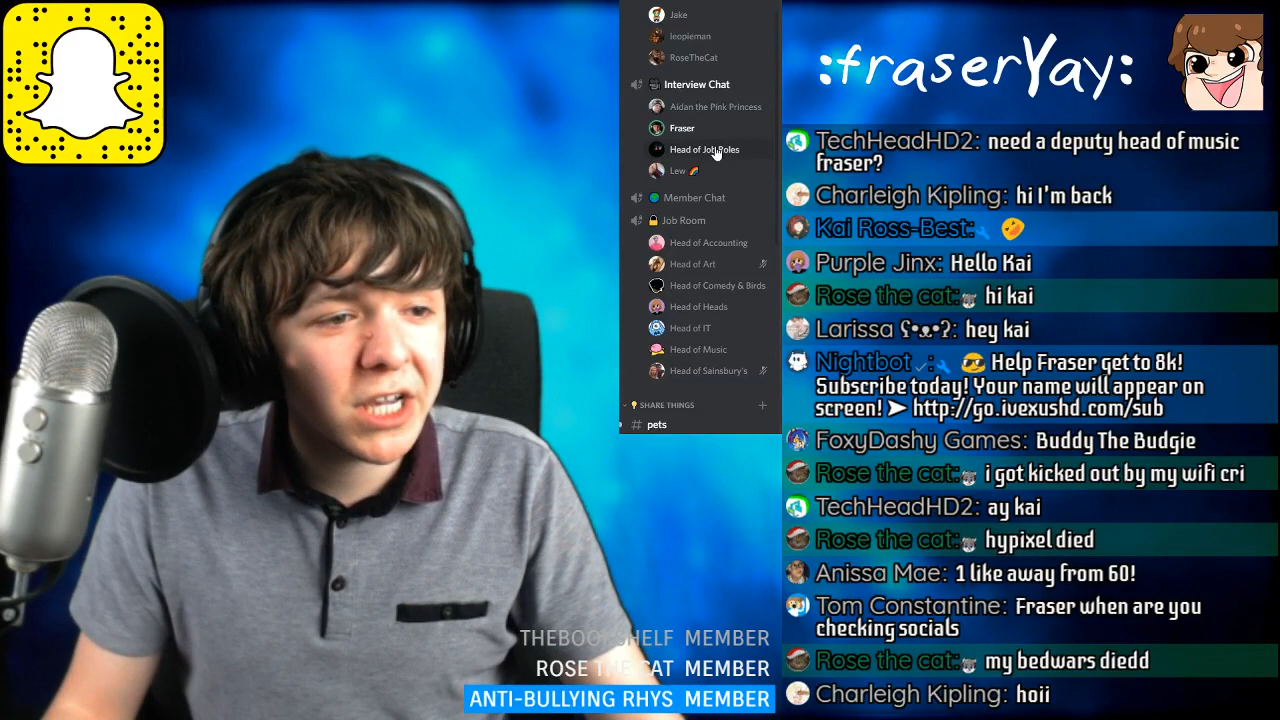 Jake
leopieman
RoseTheCat
Interview Chat
Aidan the Pink Princess
Fraser
Head of Job Roles
Lew 🌈
Member Chat
Job Room
Head of Accounting
Head of Art
Head of Comedy & Birds
Head of Heads
Head of IT
Head of Music
Head of Sainsbury's
SHARE THINGS
# pets
:fraserYay:
TechHeadHD2: need a deputy head of music
fraser?
Charleigh Kipling: hi I'm back
Kai Ross-Best: 🤣
Purple Jinx: Hello Kai
Rose the cat: hi kai
Larissa ʕ•ᴥ•ʔ: hey kai
Nightbot ✓: 😎 Help Fraser get to 8k!
Subscribe today! Your name will appear on
screen! ➤ http://go.ivexushd.com/sub
FoxyDashy Games: Buddy The Budgie
Rose the cat: i got kicked out by my wifi cri
TechHeadHD2: ay kai
Rose the cat: hypixel died
Anissa Mae: 1 like away from 60!
Tom Constantine: Fraser when are you
checking socials
Rose the cat: my bedwars diedd
Charleigh Kipling: hoii
THEBOOKSHELF MEMBER
ROSE THE CAT MEMBER
ANTI-BULLYING RHYS MEMBER